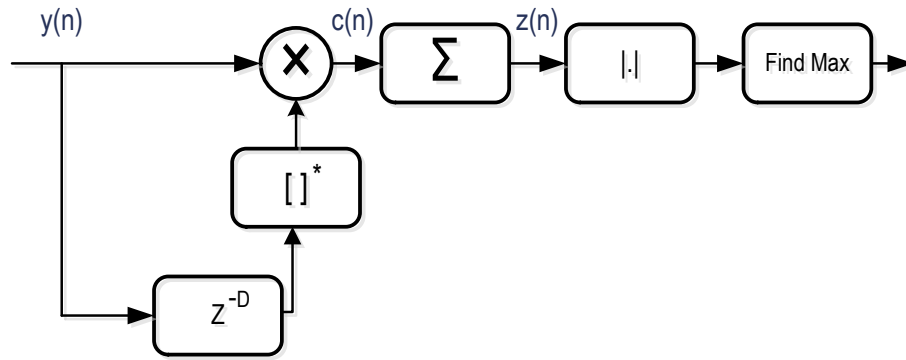 y(n) c(n) z(n)
× Σ |.| Find Max
[ ]*
Z^-D